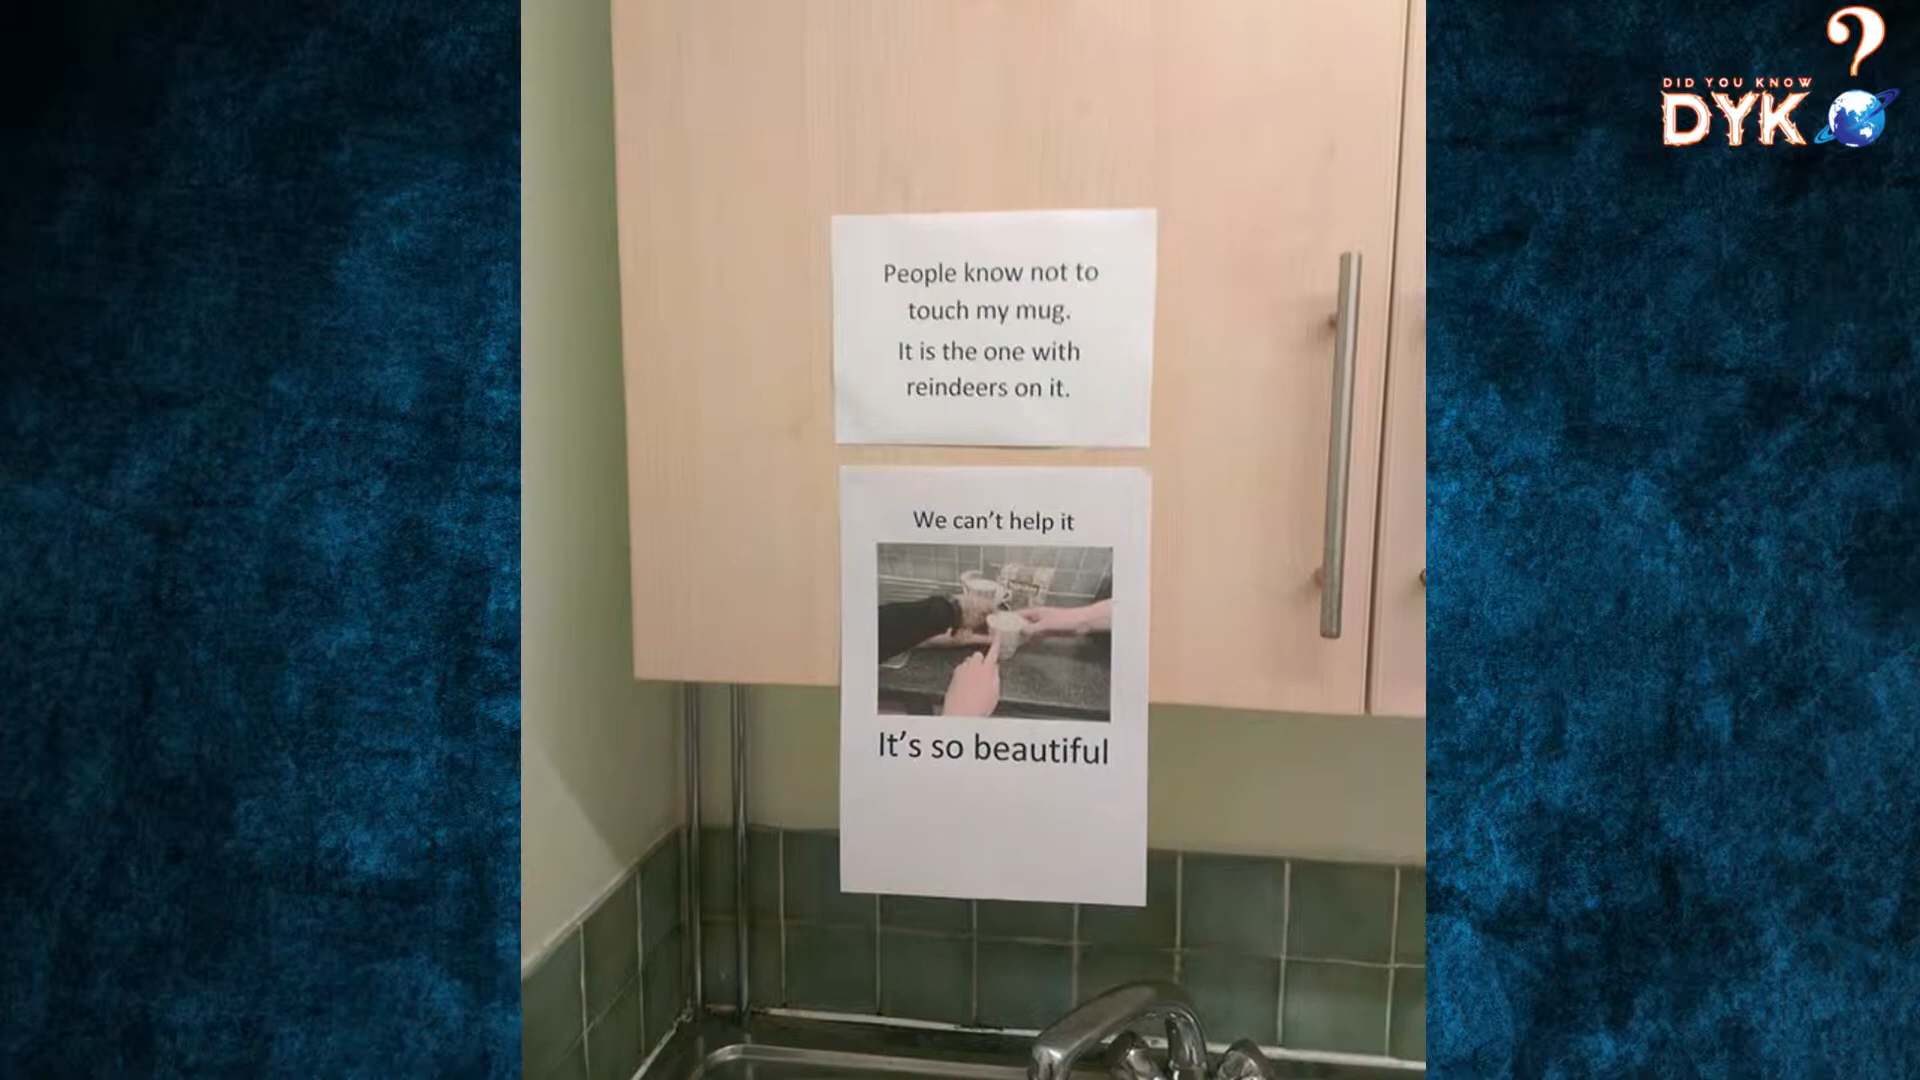 DID YOU KNOW
DYK
?
People know not to
touch my mug.
It is the one with
reindeers on it.
We can't help it
It's so beautiful